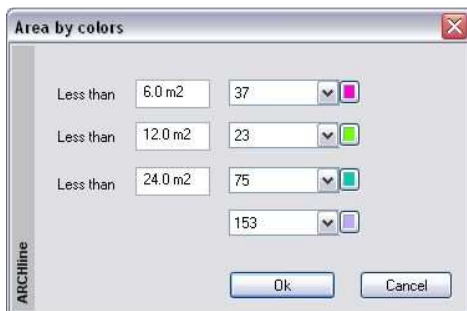 Area by colors
Less than 6.0 m2 37
Less than 12.0 m2 23
Less than 24.0 m2 75
153
Ok Cancel
ARCHline